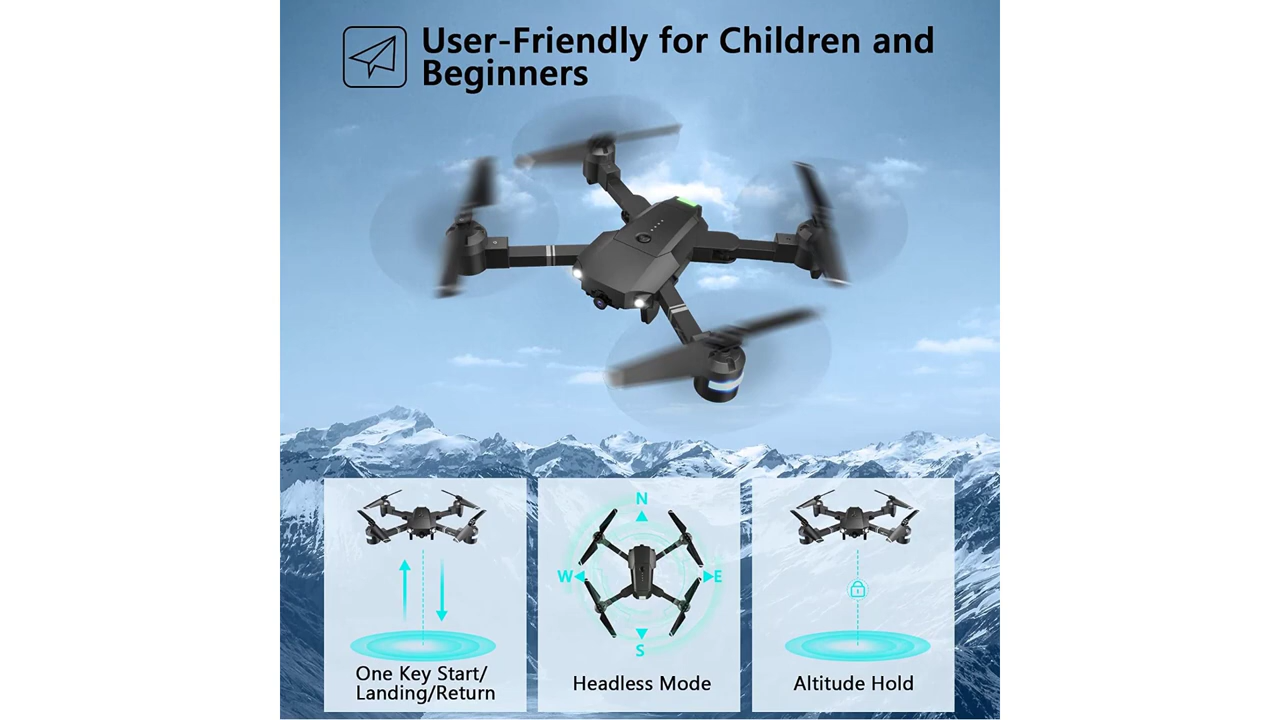 User-Friendly for Children and
Beginners
N
W
E
S
One Key Start/
Landing/Return
Headless Mode
Altitude Hold